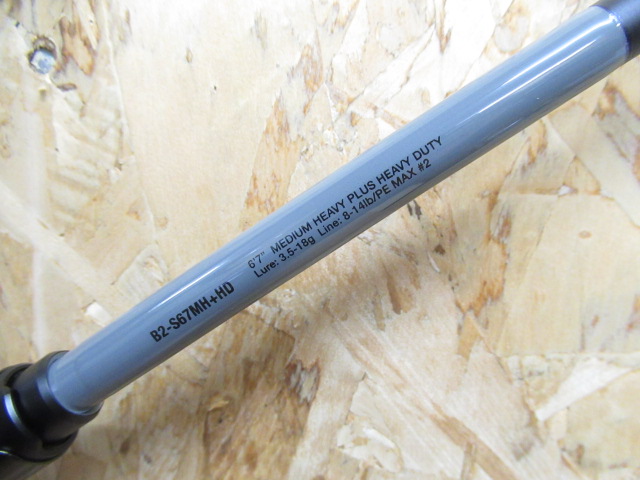 B2-S67MH+HD
6'7" MEDIUM HEAVY PLUS HEAVY DUTY
Lure: 3.5-18g Line: 8-14lb/PE MAX #2